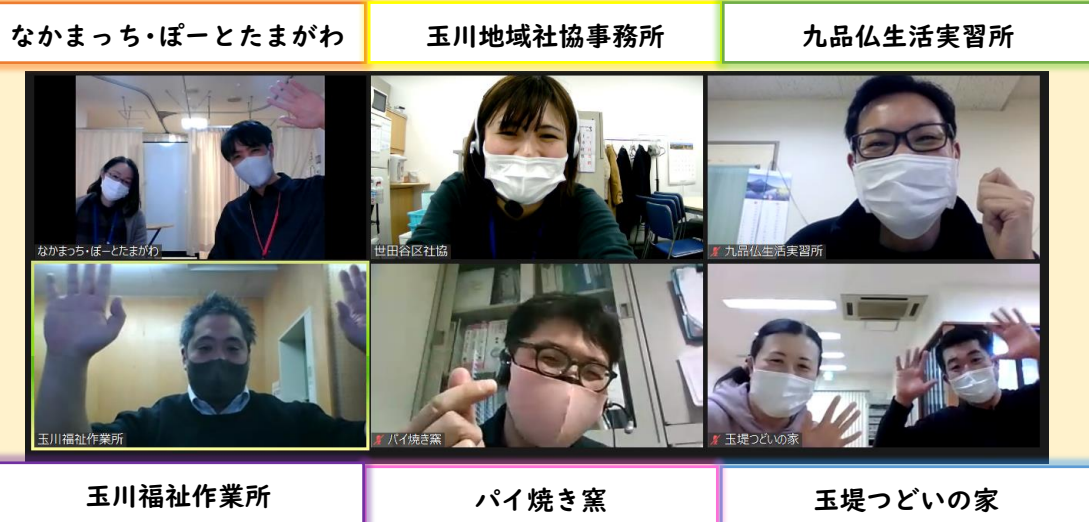 なかまっち・ぽーとたまがわ
玉川地域社協事務所
九品仏生活実習所
なかまっち・ぽーとたまがわ
世田谷区社協
九品仏生活実習所
玉川福祉作業所
パイ焼き窯
玉堤つどいの家
玉川福祉作業所
パイ焼き窯
玉堤つどいの家